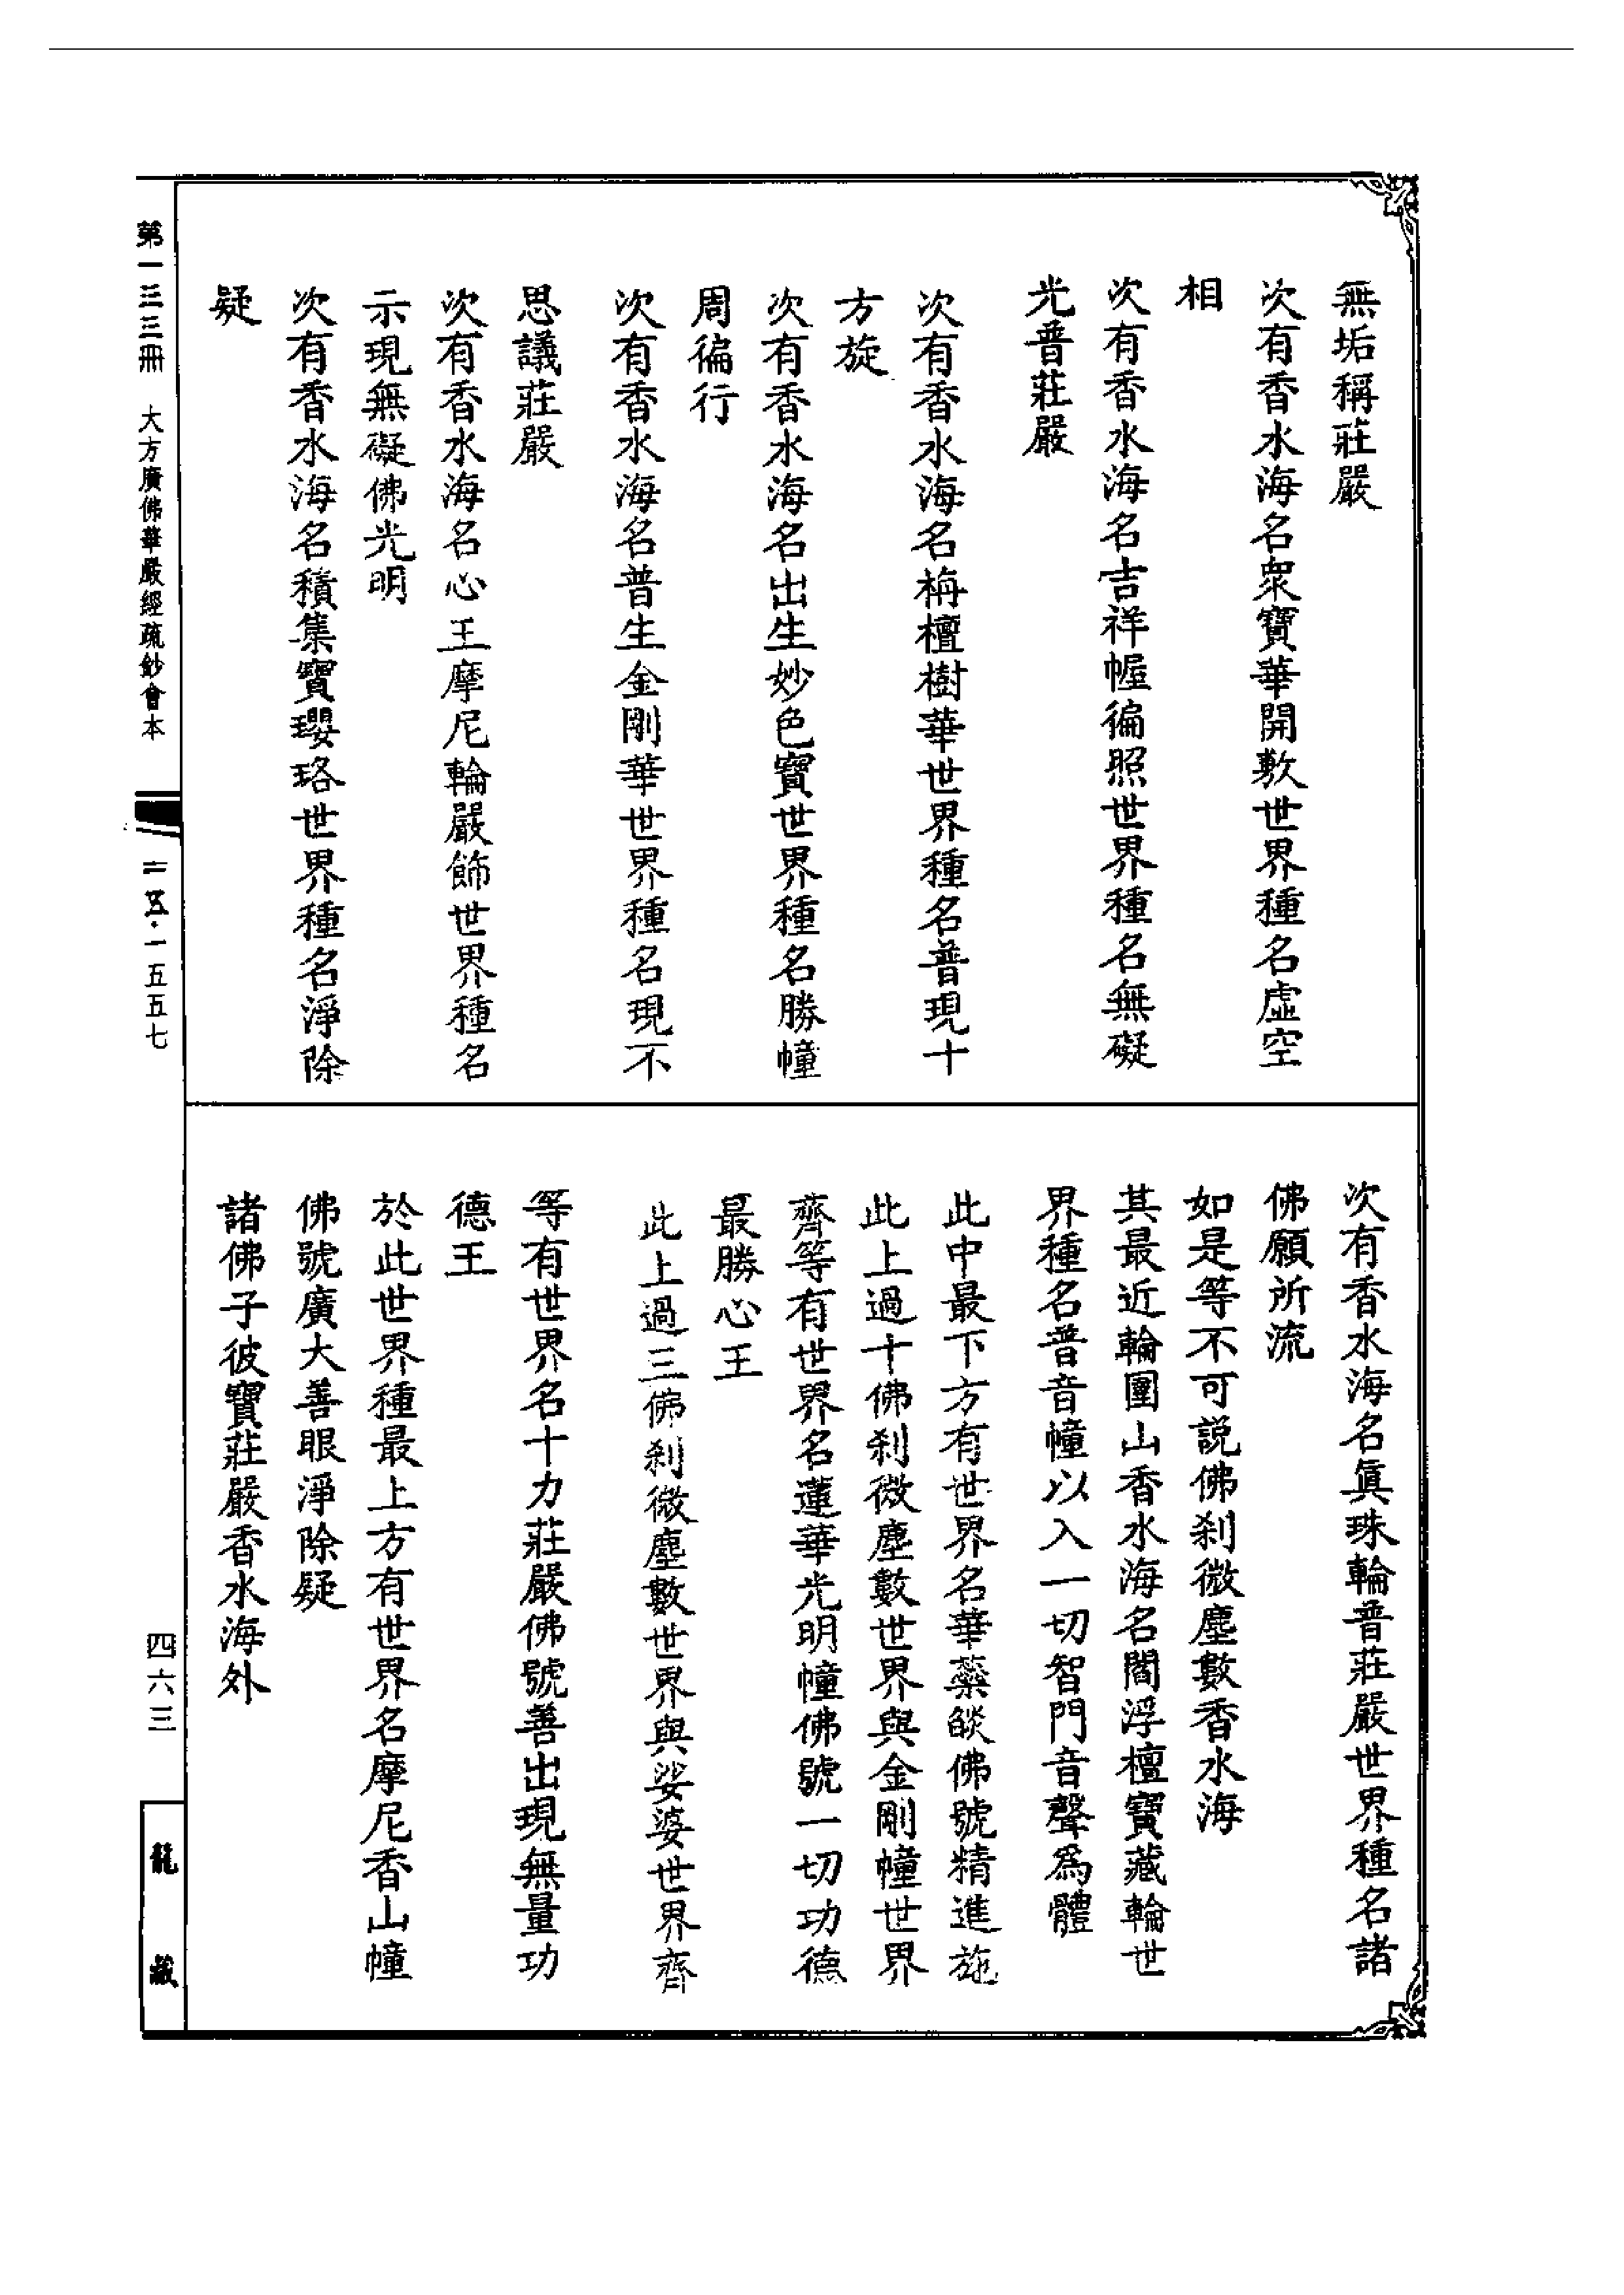 無垢稱莊嚴
次有香水海名衆寶華開敷世界種名虛空
相
次有香水海名吉祥幄徧照世界種名無礙
光普莊嚴
次有香水海名栴檀樹華世界種名普現十
方旋
次有香水海名出生妙色寶世界種名勝幢
周徧行
次有香水海名普生金剛華世界種名現不
思議莊嚴
次有香水海名心王摩尼輪嚴飾世界種名
示現無礙佛光明
次有香水海名積集寶瓔珞世界種名淨除
疑
次有香水海名眞珠輪普莊嚴世界種名諸
佛願所流
如是等不可説佛刹微塵數香水海
其最近輪圍山香水海名閻浮檀寶藏輪世
界種名普音幢以入一切智門音聲爲體
此中最下方有世界名華蘂𦦨佛號精進施
此上過十佛刹微塵數世界與金剛幢世界
齊等有世界名蓮華光明幢佛號一切功德
最勝心王
此上過三佛刹微塵數世界與娑婆世界齊
等有世界名十力莊嚴佛號善出現無量功
德王
於此世界種最上方有世界名摩尼香山幢
佛號廣大善眼淨除疑
諸佛子彼寶莊嚴香水海外
第一三三冊 大方廣佛華嚴經疏鈔會本
一五五七
四六三
龍藏